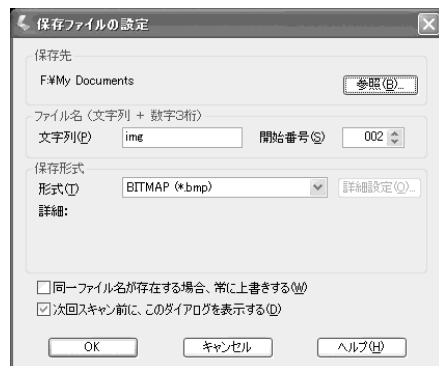 保存ファイルの設定
保存先
F:¥My Documents
参照(B)...
ファイル名（文字列 + 数字3桁）
文字列(P) img 開始番号(S) 002
保存形式
形式(T) BITMAP (*.bmp) 詳細設定(O)...
詳細:
同一ファイル名が存在する場合、常に上書きする(W)
次回スキャン前に、このダイアログを表示する(D)
OK キャンセル ヘルプ(H)